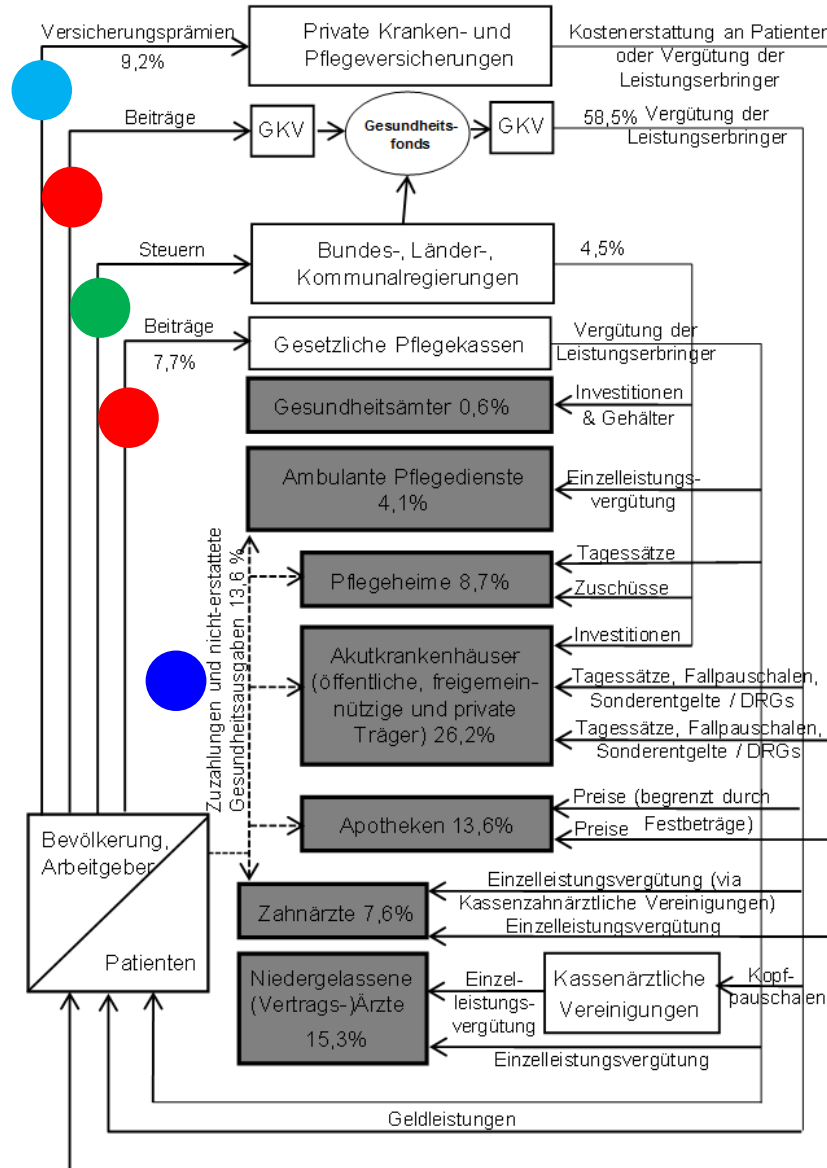 Versicherungsprämien
9,2%
Private Kranken- und
Pflegeversicherungen
Kostenerstattung an Patienten
oder Vergütung der
Leistungserbringer
Beiträge
GKV
Gesundheits-
fonds
GKV
58,5% Vergütung der
Leistungserbringer
Steuern
Bundes-, Länder-,
Kommunalregierungen
4,5%
Beiträge
7,7%
Gesetzliche Pflegekassen
Vergütung der
Leistungserbringer
Gesundheitsämter 0,6%
Investitionen
& Gehälter
Ambulante Pflegedienste
4,1%
Einzelleistungs-
vergütung
Zuzahlungen und nicht-erstattete
Gesundheitsausgaben 13,6 %
Pflegeheime 8,7%
Tagessätze
Zuschüsse
Akutkrankenhäuser
(öffentliche, freigemein-
nützige und private
Träger) 26,2%
Investitionen
Tagessätze, Fallpauschalen,
Sonderentgelte / DRGs
Tagessätze, Fallpauschalen,
Sonderentgelte / DRGs
Apotheken 13,6%
Preise (begrenzt durch
Preise Festbeträge)
Bevölkerung,
Arbeitgeber
Patienten
Zahnärzte 7,6%
Einzelleistungsvergütung (via
Kassenzahnärztliche Vereinigungen)
Einzelleistungsvergütung
Niedergelassene
(Vertrags-)Ärzte
15,3%
Einzel-
leistungs-
vergütung
Kassenärztliche
Vereinigungen
Kopf-
pauschalen
Einzelleistungsvergütung
Geldleistungen